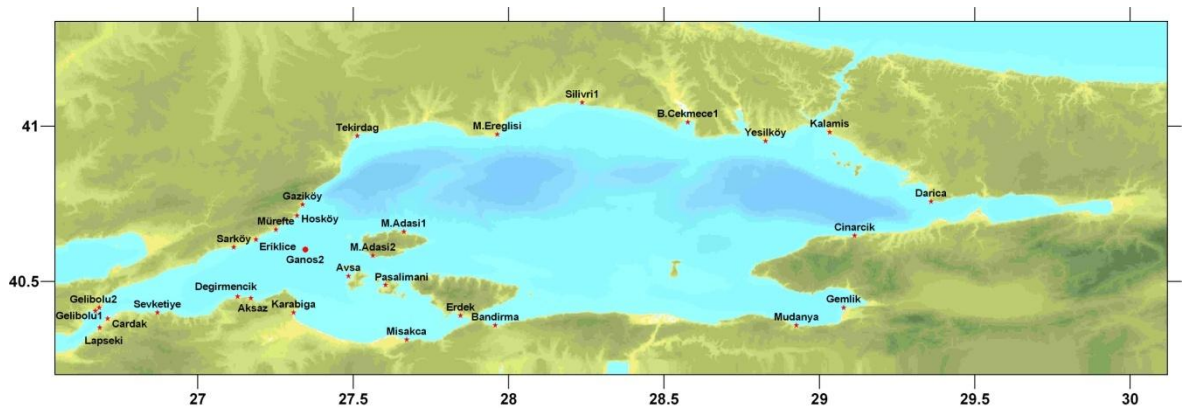 Silivri1
B.Cekmece1
41
Tekirdag
M.Ereglisi
Yesilköy
Kalamis
Gaziköy
Darica
Mürefte
Hosköy
M.Adasi1
Cinarcik
Sarköy
Eriklice
M.Adasi2
Ganos2
Avsa
Pasalimani
40.5
Degirmencik
Gelibolu2
Sevketiye
Aksaz
Karabiga
Erdek
Gemlik
Gelibolu1
Cardak
Bandirma
Mudanya
Lapseki
Misakca
27
27.5
28
28.5
29
29.5
30